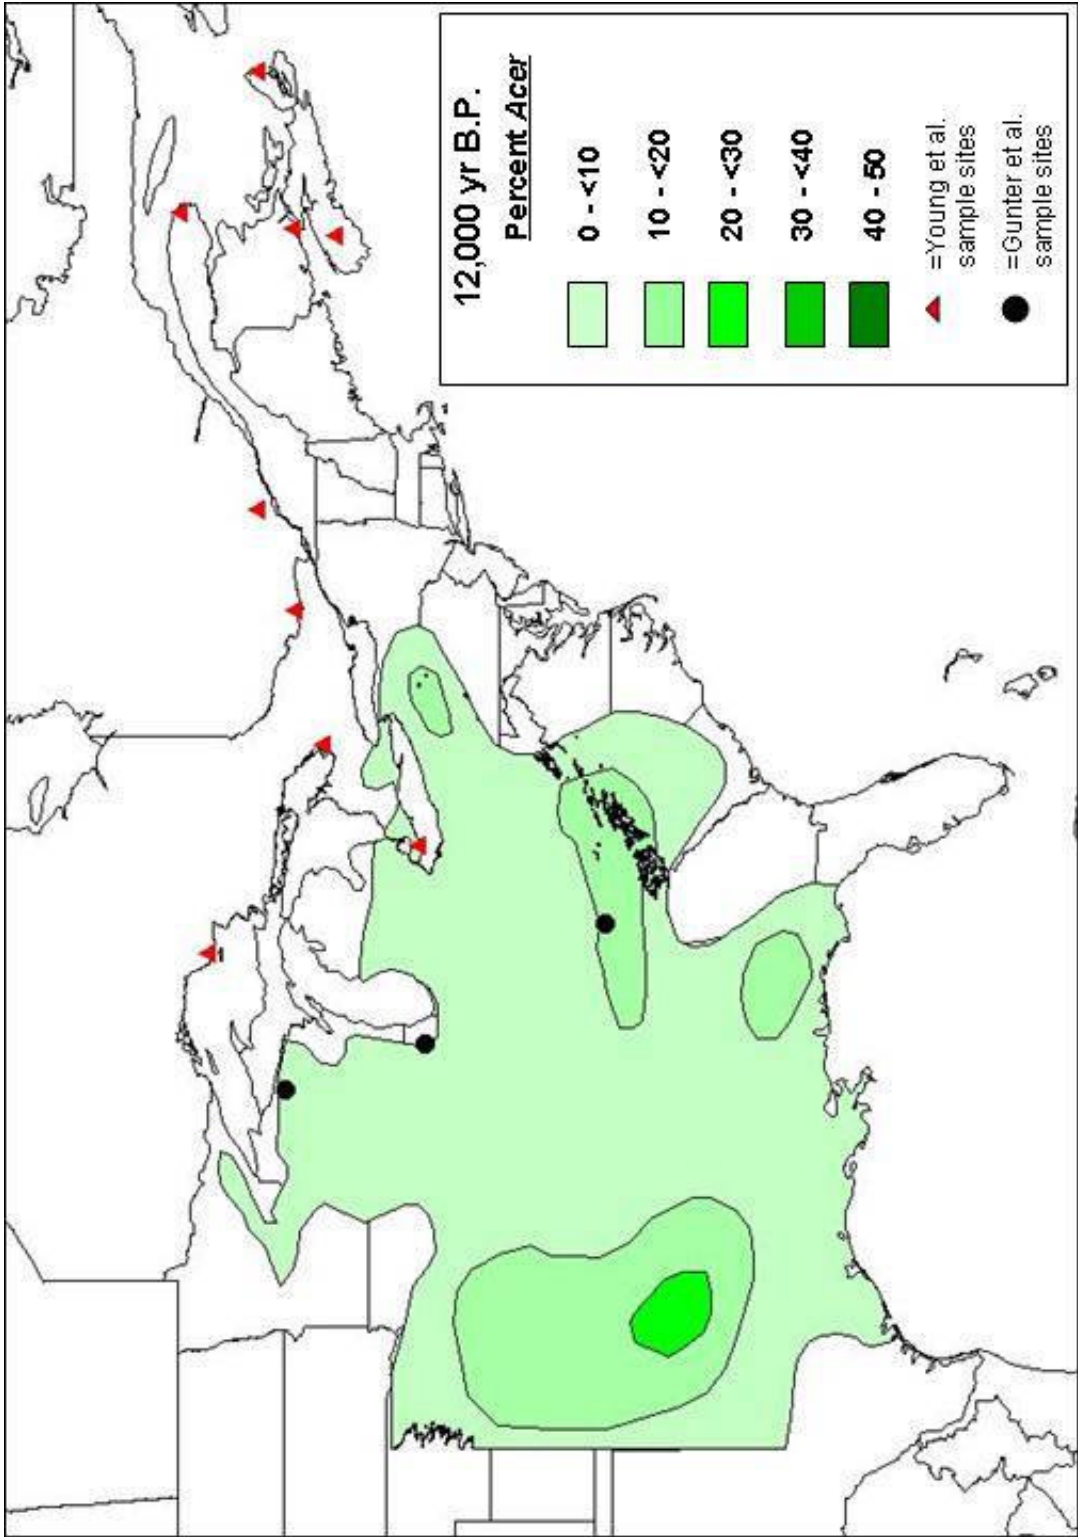 12,000 yr B.P.
Percent Acer
0 - <10
10 - <20
20 - <30
30 - <40
40 - 50
=Young et al.
sample sites
=Gunter et al.
sample sites